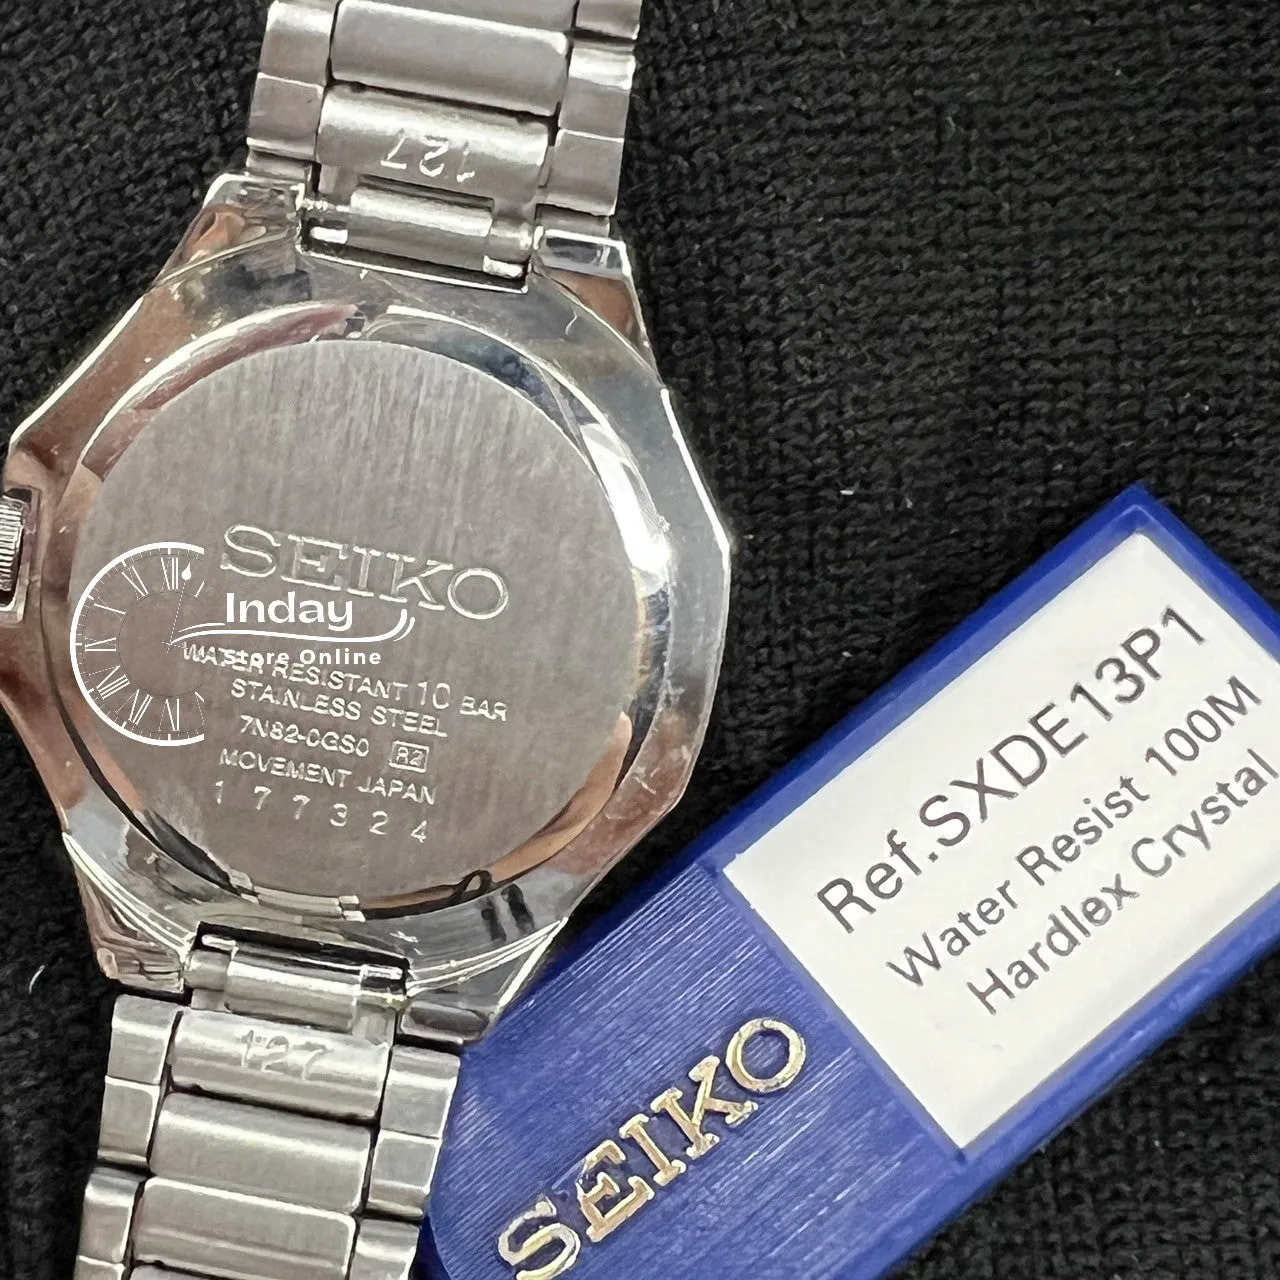 127
SEIKO
Inday
Store Online
WATER RESISTANT 10 BAR
STAINLESS STEEL
7N82-0GS0 R2
MOVEMENT JAPAN
177324
127
Ref.SXDE13P1
Water Resist 100M
Hardlex Crystal
SEIKO